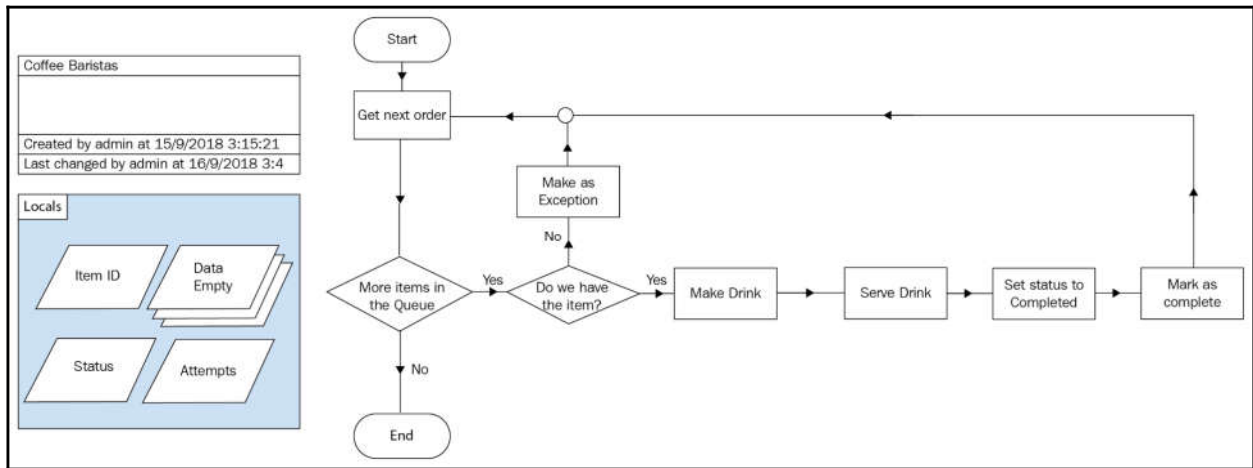 Coffee Baristas
Created by admin at 15/9/2018 3:15:21
Last changed by admin at 16/9/2018 3:4
Locals
Item ID
Data
Empty
Status
Attempts
Start
Get next order
Make as
Exception
No
More items in
the Queue
Yes
Do we have
the item?
Yes
Make Drink
Serve Drink
Set status to
Completed
Mark as
complete
No
End